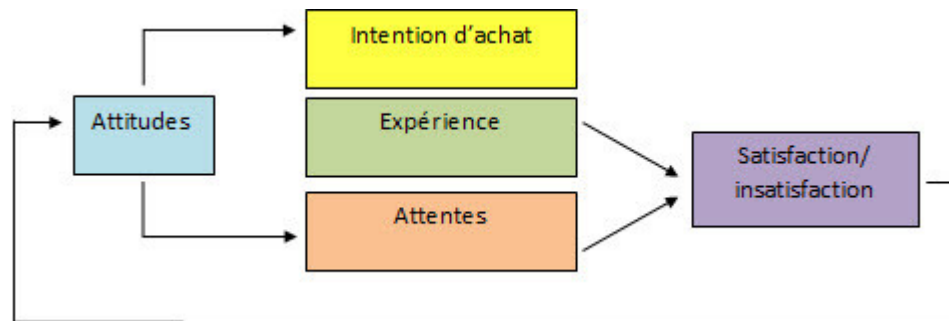 Intention d’achat
Attitudes
Expérience
Satisfaction/
insatisfaction
Attentes